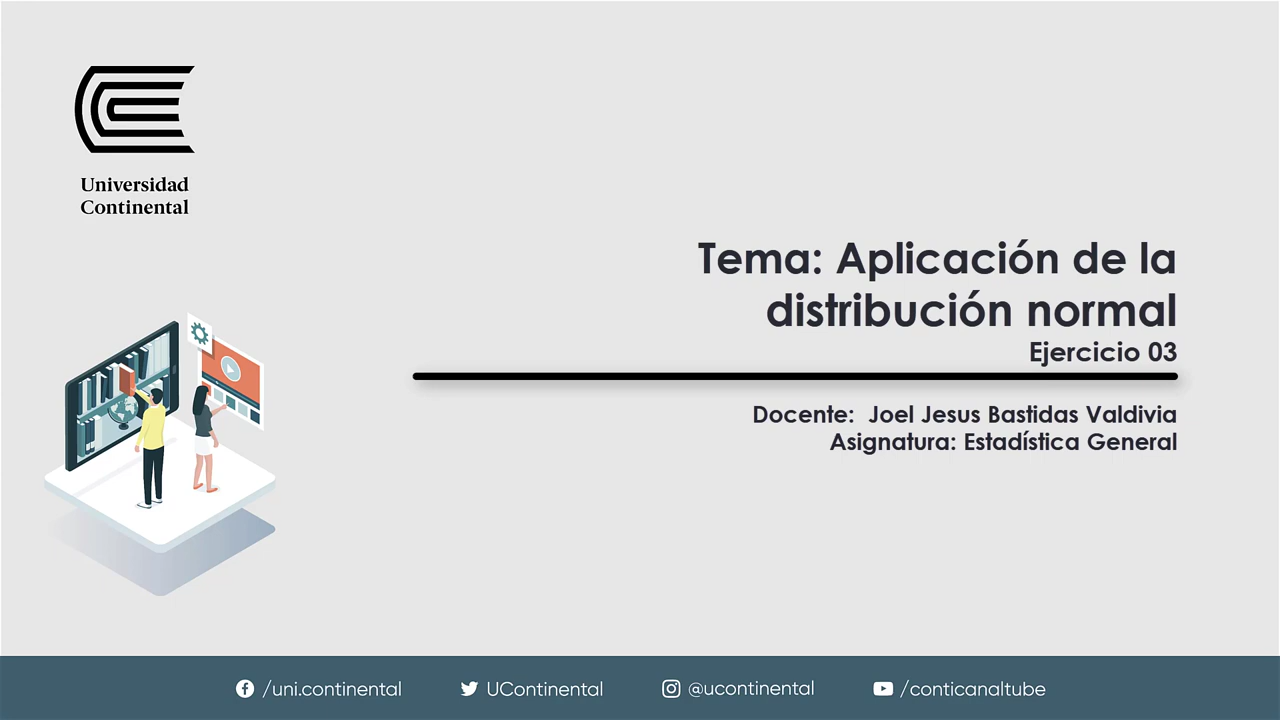 Universidad
Continental
Tema: Aplicación de la
distribución normal
Ejercicio 03
Docente:  Joel Jesus Bastidas Valdivia
Asignatura: Estadística General
/uni.continental
UContinental
@ucontinental
/conticanaltube